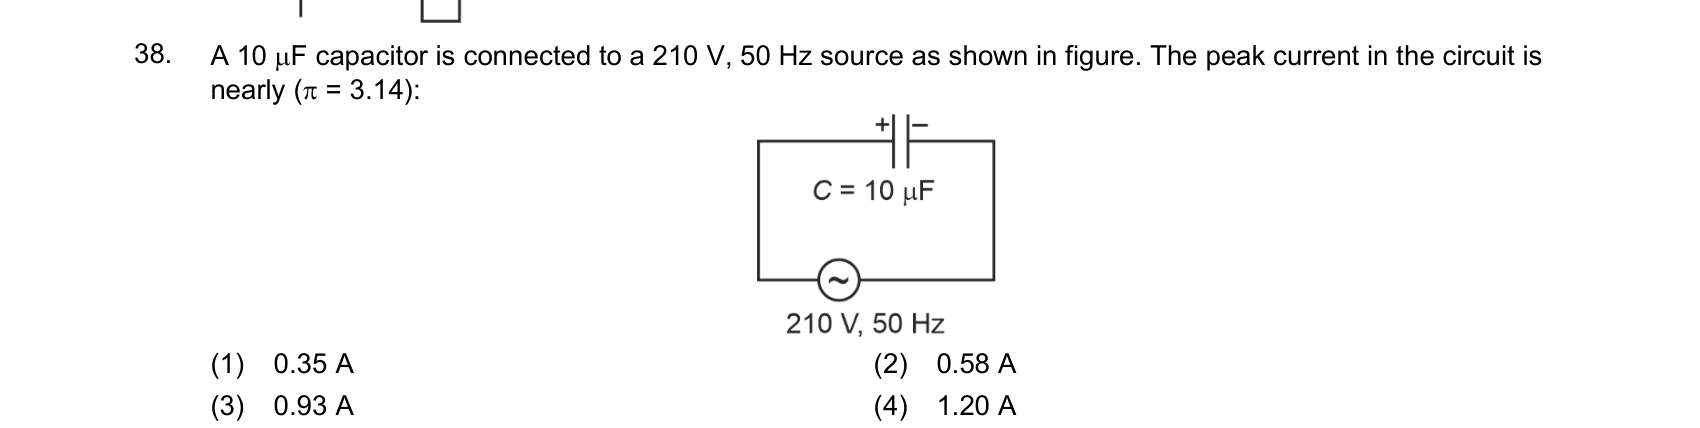 38. A 10 μF capacitor is connected to a 210 V, 50 Hz source as shown in figure. The peak current in the circuit is
nearly (π = 3.14):
+ –
C = 10 μF
~
210 V, 50 Hz
(1) 0.35 A (2) 0.58 A
(3) 0.93 A (4) 1.20 A